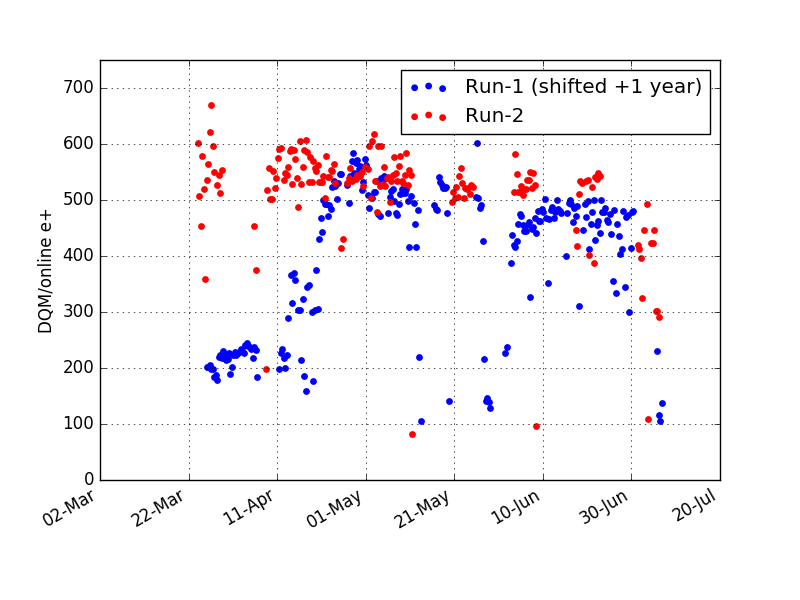 700
600
500
400
300
200
100
0
DQM/online e+
Run-1 (shifted +1 year)
Run-2
02-Mar
22-Mar
11-Apr
01-May
21-May
10-Jun
30-Jun
20-Jul